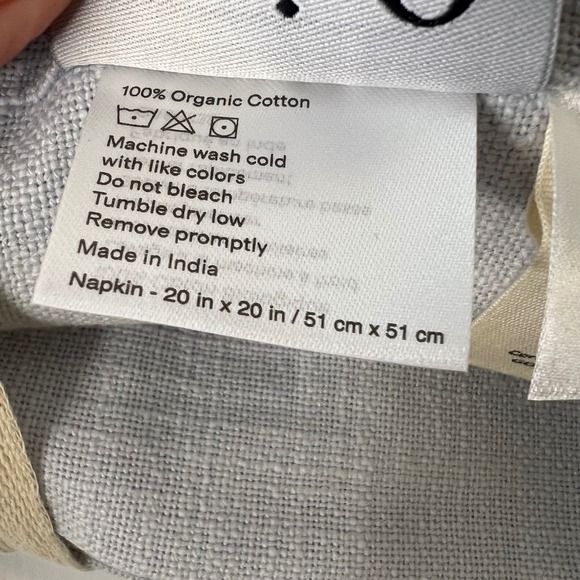 100% Organic Cotton
Machine wash cold
with like colors
Do not bleach
Tumble dry low
Remove promptly
Made in India
Napkin - 20 in x 20 in / 51 cm x 51 cm